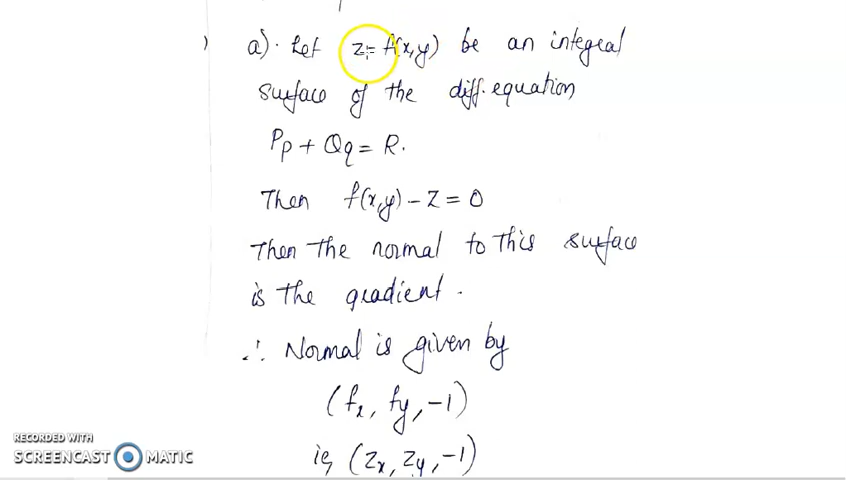 ) a). Let z = f(x,y) be an integral
surface of the diff. equation
Pp + Qq = R.
Then f(x,y) - z = 0
Then the normal to this surface
is the gradient.
∴ Normal is given by
(fx, fy, -1)
ie, (zx, zy, -1)
RECORDED WITH
SCREENCAST O MATIC